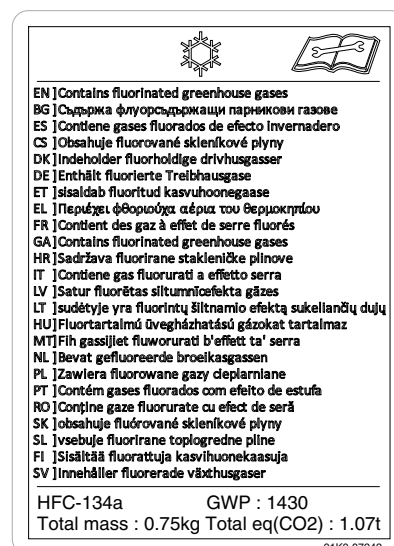 EN ]Contains fluorinated greenhouse gases
BG ]Съдържа флуорсъдържащи парникови газове
ES ]Contiene gases fluorados de efecto invernadero
CS ]Obsahuje fluorované skleníkové plyny
DK ]Indeholder fluorholdige drivhusgasser
DE ]Enthält fluorierte Treibhausgase
ET ]sisaldab fluoritud kasvuhoonegaase
EL ]Περιέχει φθοριούχα αέρια του θερμοκηπίου
FR ]Contient des gaz à effet de serre fluorés
GA]Contains fluorinated greenhouse gases
HR]Sadržava fluorirane stakleničke plinove
IT ]Contiene gas fluorurati a effetto serra
LV ]Satur fluorētas siltumnīcefekta gāzes
LT ]sudėtyje yra fluorintų šiltnamio efektą sukeliančių dujų
HU]Fluortartalmú üvegházhatású gázokat tartalmaz
MT]Fih gassijiet fluworurati b'effett ta' serra
NL ]Bevat gefluoreerde broeikasgassen
PL ]Zawiera fluorowane gazy cieplarniane
PT ]Contém gases fluorados com efeito de estufa
RO ]Conține gaze fluorurate cu efect de seră
SK ]obsahuje fluórované skleníkové plyny
SL ]vsebuje fluorirane toplogredne pline
FI ]Sisältää fluorattuja kasvihuonekaasuja
SV ]Innehåller fluorerade växthusgaser
HFC-134a GWP : 1430
Total mass : 0.75kg Total eq(CO2) : 1.07t